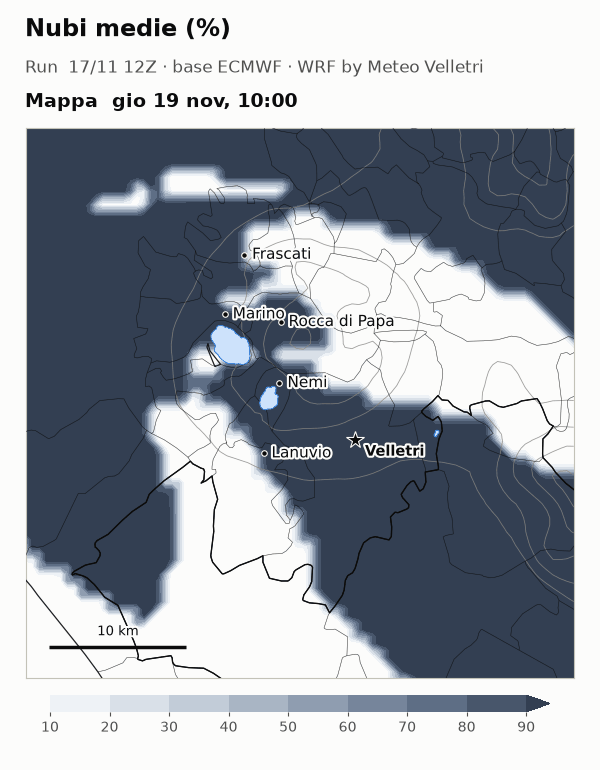 Nubi medie (%)
Run  17/11 12Z · base ECMWF · WRF by Meteo Velletri
Mappa  gio 19 nov, 10:00
Frascati
Marino
Rocca di Papa
Nemi
Velletri
Lanuvio
10 km
10 20 30 40 50 60 70 80 90